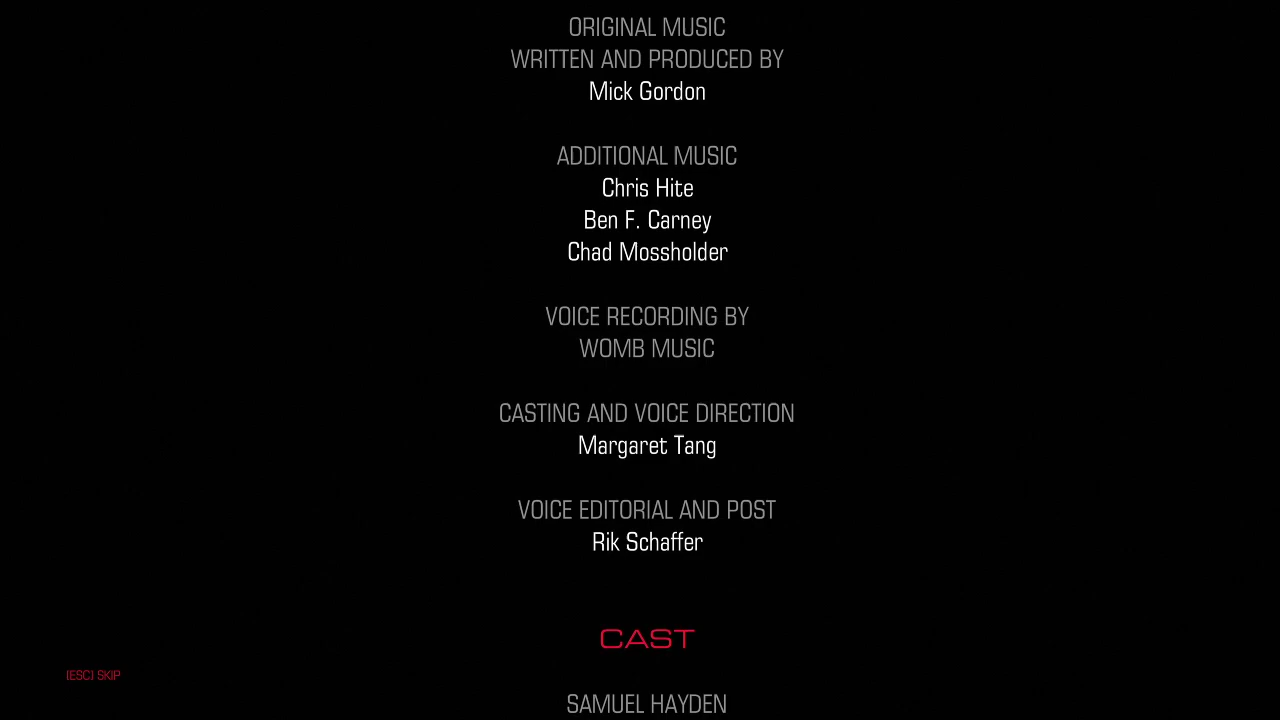 ORIGINAL MUSIC
WRITTEN AND PRODUCED BY
Mick Gordon
ADDITIONAL MUSIC
Chris Hite
Ben F. Carney
Chad Mossholder
VOICE RECORDING BY
WOMB MUSIC
CASTING AND VOICE DIRECTION
Margaret Tang
VOICE EDITORIAL AND POST
Rik Schaffer
CAST
[ESC] SKIP
SAMUEL HAYDEN